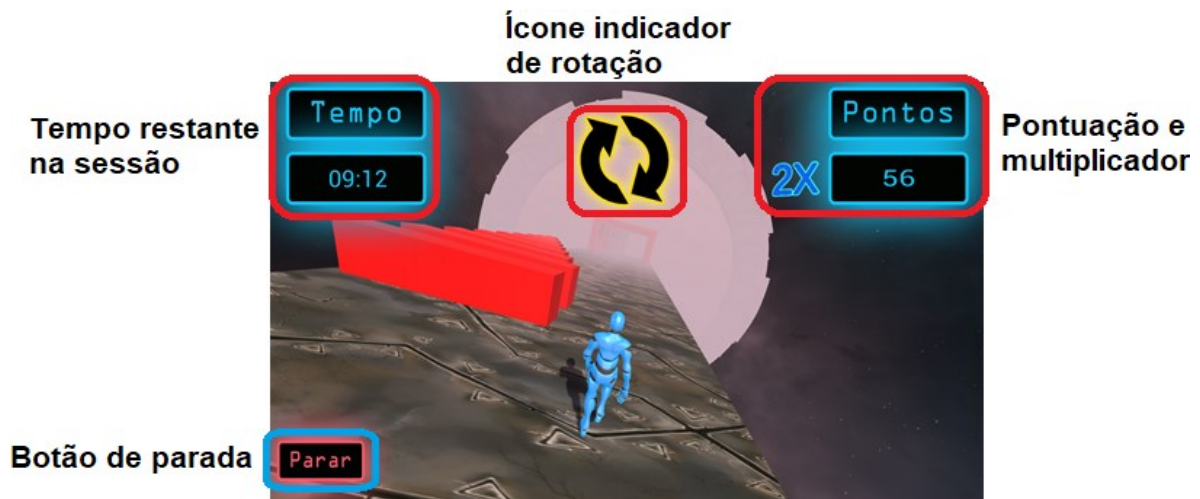 Ícone indicador
de rotação
Tempo restante
na sessão
Tempo
09:12
Pontos
2X
56
Pontuação e
multiplicador
Botão de parada
Parar